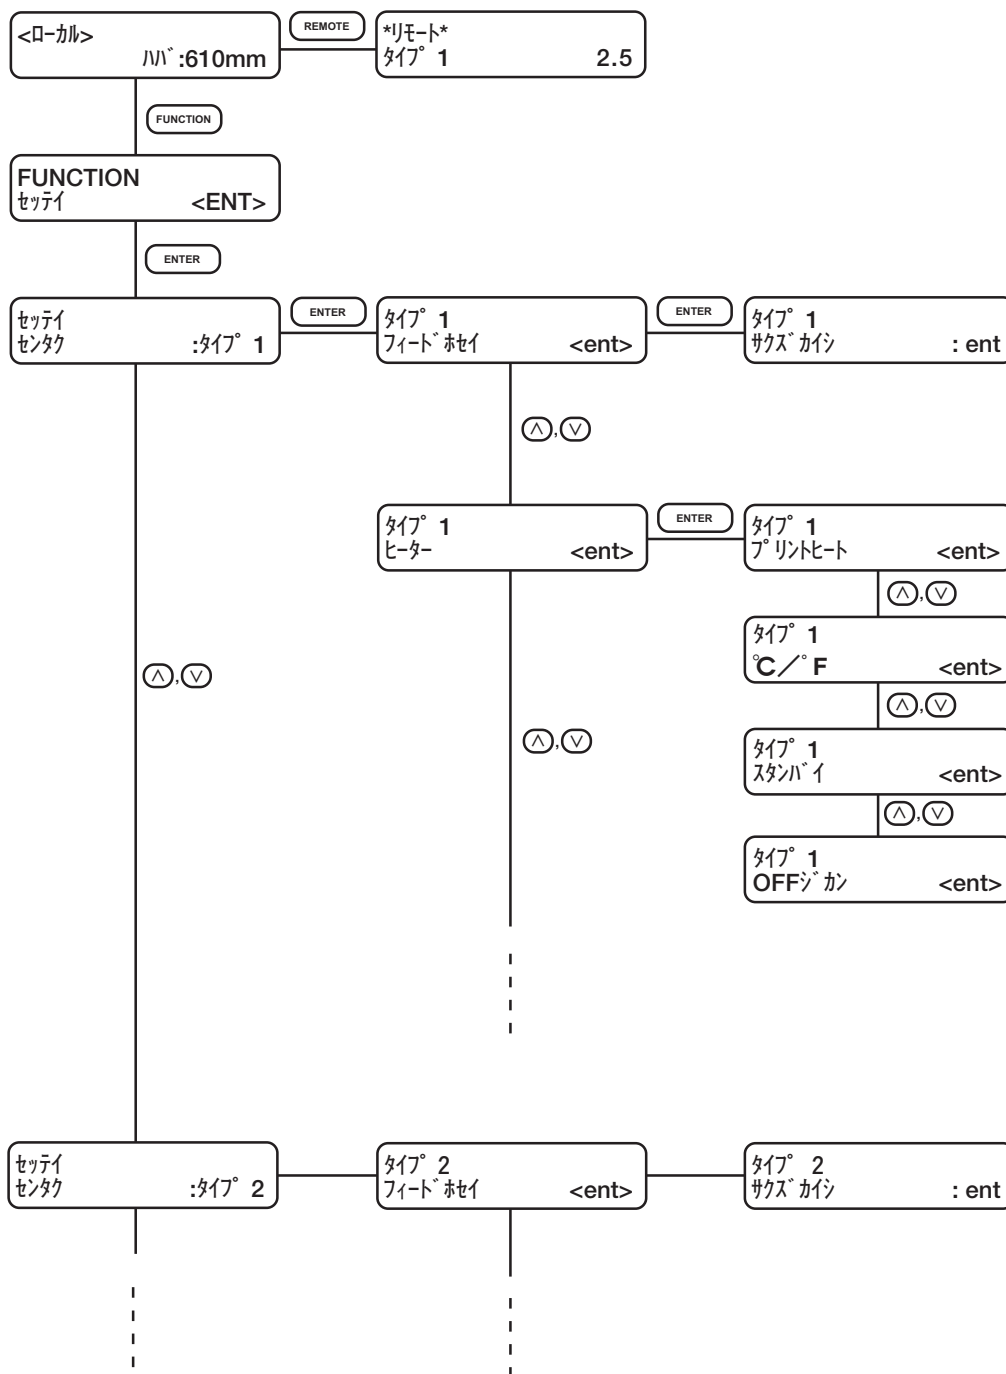 <ﾛｰｶﾙ>
ﾊﾊﾞ:610mm
REMOTE
*ﾘﾓｰﾄ*
ﾀｲﾌﾟ 1 2.5
FUNCTION
FUNCTION
ｾｯﾃｲ <ENT>
ENTER
ｾｯﾃｲ
ｾﾝﾀｸ :ﾀｲﾌﾟ 1
ENTER
ﾀｲﾌﾟ 1
ﾌｨｰﾄﾞﾎｾｲ <ent>
ENTER
ﾀｲﾌﾟ 1
ｻｸｽﾞｶｲｼ : ent
∧,∨
ﾀｲﾌﾟ 1
ﾋｰﾀｰ <ent>
ENTER
ﾀｲﾌﾟ 1
ﾌﾟﾘﾝﾄﾋｰﾄ <ent>
∧,∨
ﾀｲﾌﾟ 1
℃／°F <ent>
∧,∨
∧,∨
ﾀｲﾌﾟ 1
ｽﾀﾝﾊﾞｲ <ent>
∧,∨
∧,∨
ﾀｲﾌﾟ 1
OFFｼﾞｶﾝ <ent>
ｾｯﾃｲ
ｾﾝﾀｸ :ﾀｲﾌﾟ 2
ﾀｲﾌﾟ 2
ﾌｨｰﾄﾞﾎｾｲ <ent>
ﾀｲﾌﾟ 2
ｻｸｽﾞｶｲｼ : ent